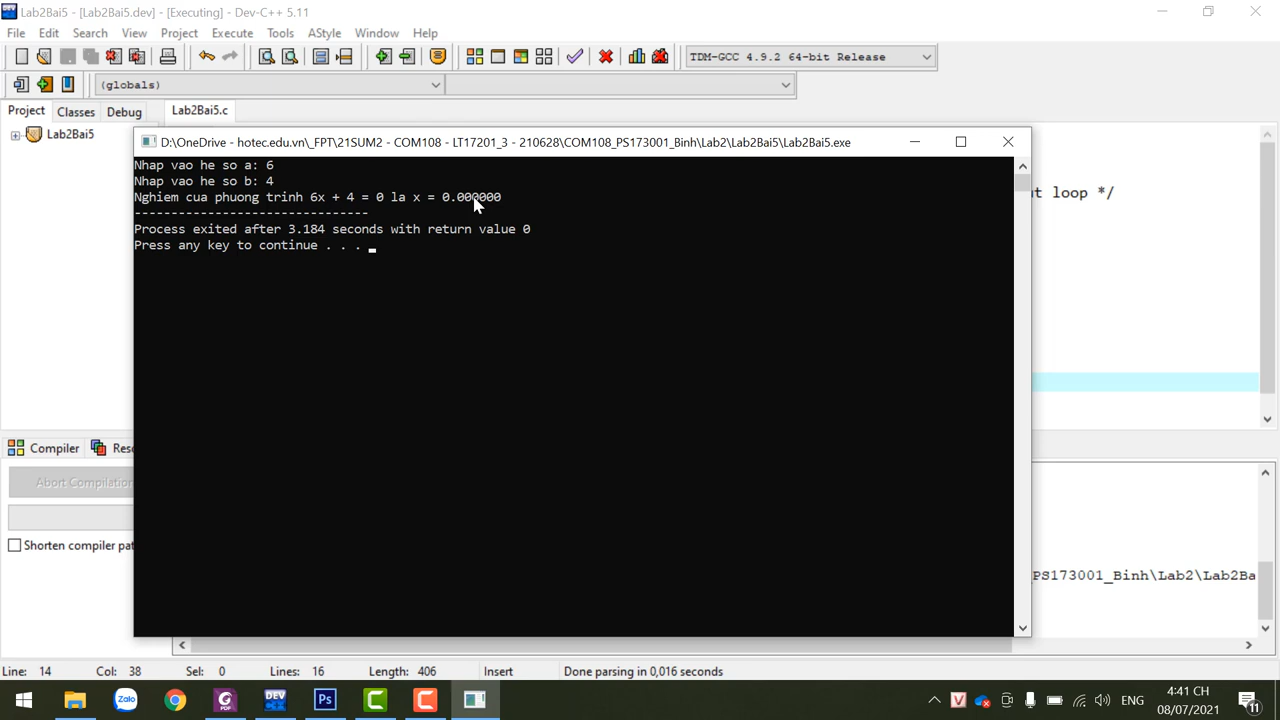 Lab2Bai5 - [Lab2Bai5.dev] - [Executing] - Dev-C++ 5.11
File Edit Search View Project Execute Tools AStyle Window Help
TDM-GCC 4.9.2 64-bit Release
(globals)
Project Classes Debug
Lab2Bai5.c
Lab2Bai5
D:\OneDrive - hotec.edu.vn\_FPT\21SUM2 - COM108 - LT17201_3 - 210628\COM108_PS173001_Binh\Lab2\Lab2Bai5\Lab2Bai5.exe
Nhap vao he so a: 6
Nhap vao he so b: 4
Nghiem cua phuong trinh 6x + 4 = 0 la x = 0.000000
--------------------------------
Process exited after 3.184 seconds with return value 0
Press any key to continue . . .
loop */
Compiler
Abort Compilation
Shorten compiler
_PS173001_Binh\Lab2\Lab2Ba
Line: 14 Col: 38 Sel: 0 Lines: 16 Length: 406 Insert Done parsing in 0,016 seconds
Zalo
PDF
DEV
Ps
C
C
V
ENG
4:41 CH
08/07/2021
11